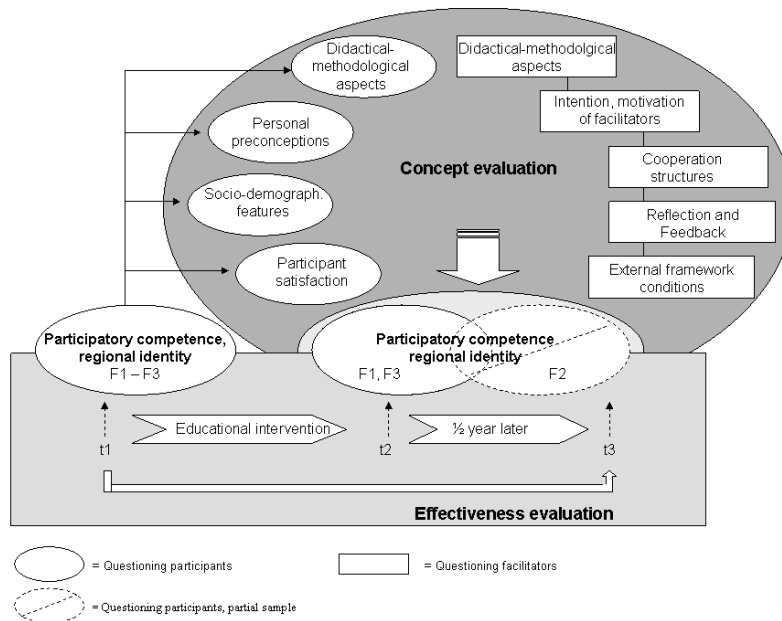 Didactical-
methodological
aspects
Didactical-methodolgical
aspects
Personal
preconceptions
Intention, motivation
of facilitators
Concept evaluation
Cooperation
structures
Socio-demograph.
features
Reflection and
Feedback
Participant
satisfaction
External framework
conditions
Participatory competence,
regional identity
F1 – F3
Participatory competence,
regional identity
F1, F3
F2
t1
Educational intervention
t2
½ year later
t3
Effectiveness evaluation
= Questioning participants
= Questioning facilitators
= Questioning participants, partial sample